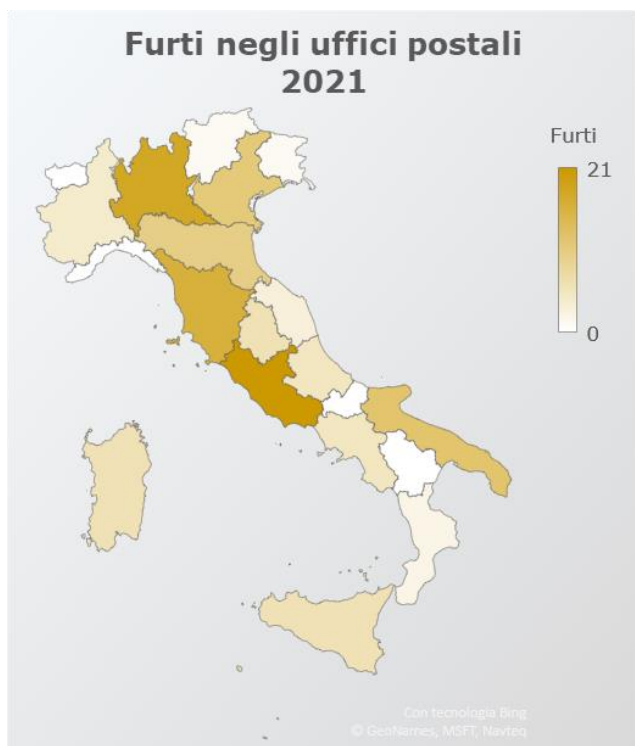 Furti negli uffici postali
2021
Furti
21
0
Con tecnologia Bing
© GeoNames, MSFT, Navteq